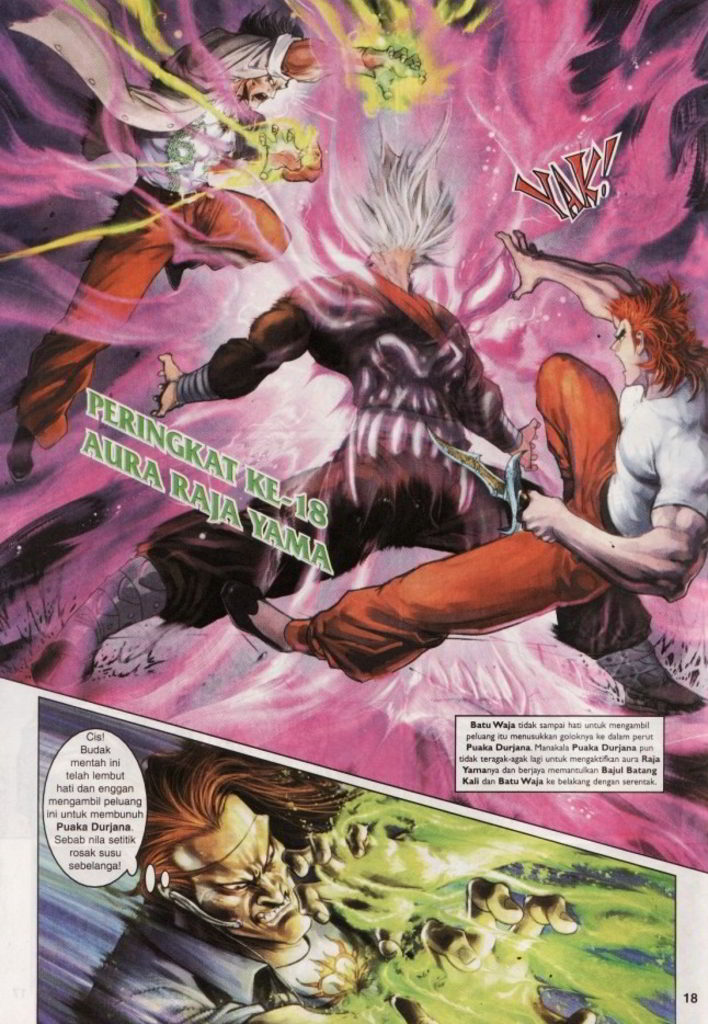 YAK!
PERINGKAT KE-18
AURA RAJA YAMA
Batu Waja tidak sampai hati untuk mengambil
peluang itu menusukkan goloknya ke dalam perut
Puaka Durjana. Manakala Puaka Durjana pun
tidak teragak-agak lagi untuk mengaktifkan aura Raja
Yamanya dan berjaya memantulkan Bajul Batang
Kali dan Batu Waja ke belakang dengan serentak.
Cis!
Budak
mentah ini
telah lembut
hati dan enggan
mengambil peluang
ini untuk membunuh
Puaka Durjana.
Sebab nila setitik
rosak susu
sebelanga!
18